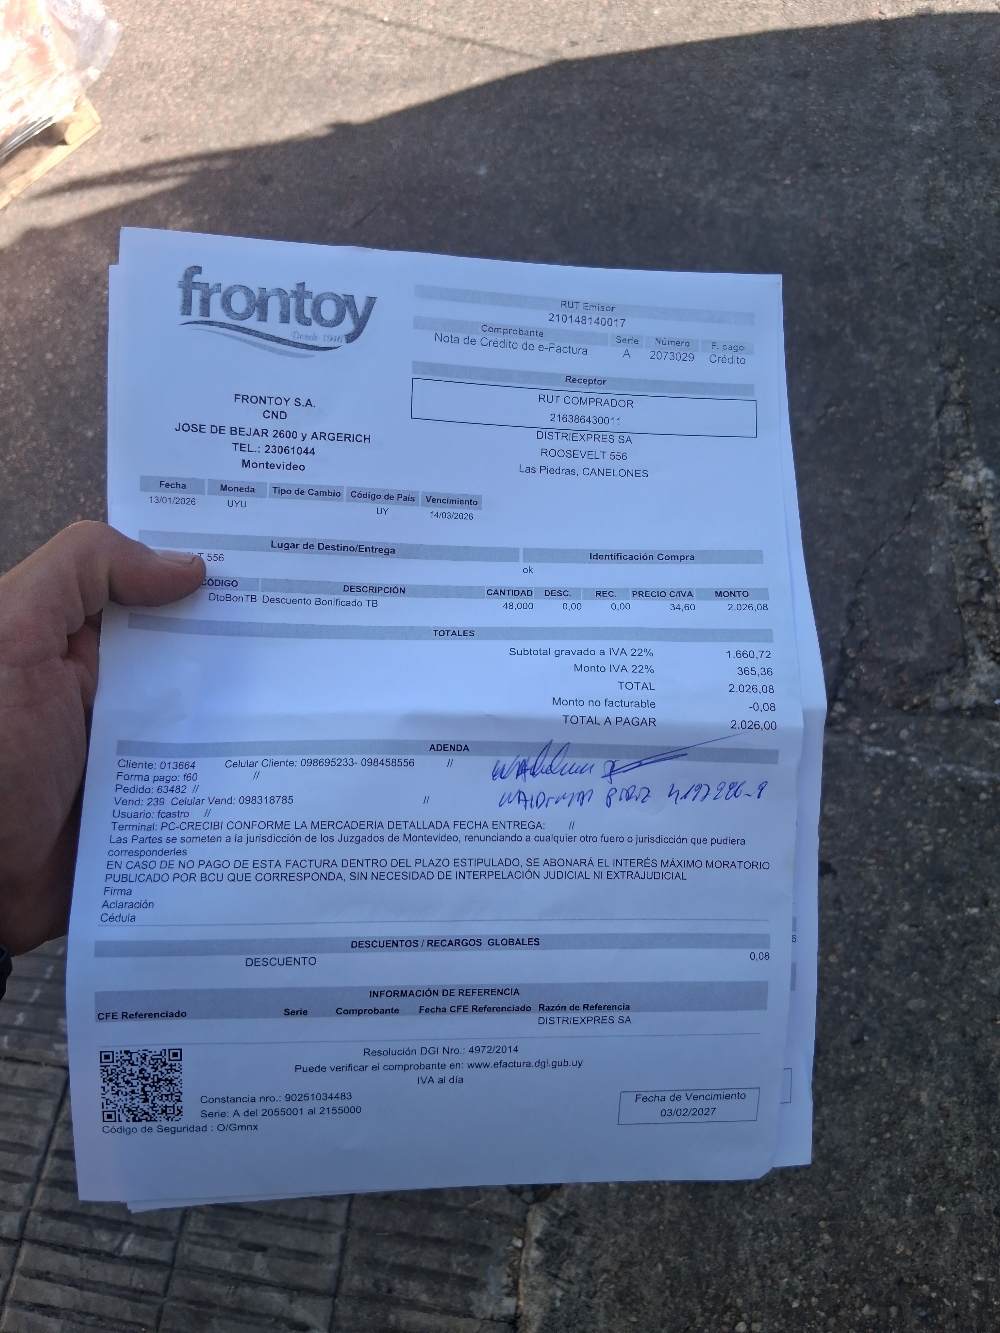 frontoy
Desde 1946
RUT Emisor
210148140017
Comprobante Serie Número F. pago
Nota de Crédito de e-Factura A 2073029 Crédito
Receptor
RUT COMPRADOR
21638643001
DISTRIEXPRES SA
ROOSEVELT 556
Las Piedras, CANELONES
FRONTOY S.A.
CND
JOSE DE BEJAR 2600 y ARGERICH
TEL.: 23061044
Montevideo
Fecha Moneda Tipo de Cambio Código de País Vencimiento
13/01/2026 UYU UY 14/03/2026
Lugar de Destino/Entrega Identificación Compra
LT 556 ok
CÓDIGO DESCRIPCIÓN CANTIDAD DESC. REC. PRECIO C/IVA MONTO
DtoBonTB Descuento Bonificado TB 48,000 0,00 0,00 34,60 2.026,08
TOTALES
Subtotal gravado a IVA 22% 1.660,72
Monto IVA 22% 365,36
TOTAL 2.026,08
Monto no facturable -0,08
TOTAL A PAGAR 2.026,00
ADENDA
Cliente: 013664 Celular Cliente: 098695233- 098458556 //
Forma pago: f60 //
Pedido: 63482 //
Vend: 239 Celular Vend: 098318785 //
Usuario: fcastro //
Terminal: PC-CRECIBI CONFORME LA MERCADERIA DETALLADA FECHA ENTREGA: //
Las Partes se someten a la jurisdicción de los Juzgados de Montevideo, renunciando a cualquier otro fuero o jurisdicción que pudiera
corresponderles
EN CASO DE NO PAGO DE ESTA FACTURA DENTRO DEL PLAZO ESTIPULADO, SE ABONARÁ EL INTERÉS MÁXIMO MORATORIO
PUBLICADO POR BCU QUE CORRESPONDA, SIN NECESIDAD DE INTERPELACIÓN JUDICIAL NI EXTRAJUDICIAL
Firma
Aclaración
Cédula
DESCUENTOS / RECARGOS GLOBALES
DESCUENTO 0,08
INFORMACIÓN DE REFERENCIA
CFE Referenciado Serie Comprobante Fecha CFE Referenciado Razón de Referencia
DISTRIEXPRES SA
Resolución DGI Nro.: 4972/2014
Puede verificar el comprobante en: www.efactura.dgi.gub.uy
IVA al día
Constancia nro.: 90251034483
Serie: A del 2055001 al 2155000
Código de Seguridad : O/Gmnx
Fecha de Vencimiento
03/02/2027